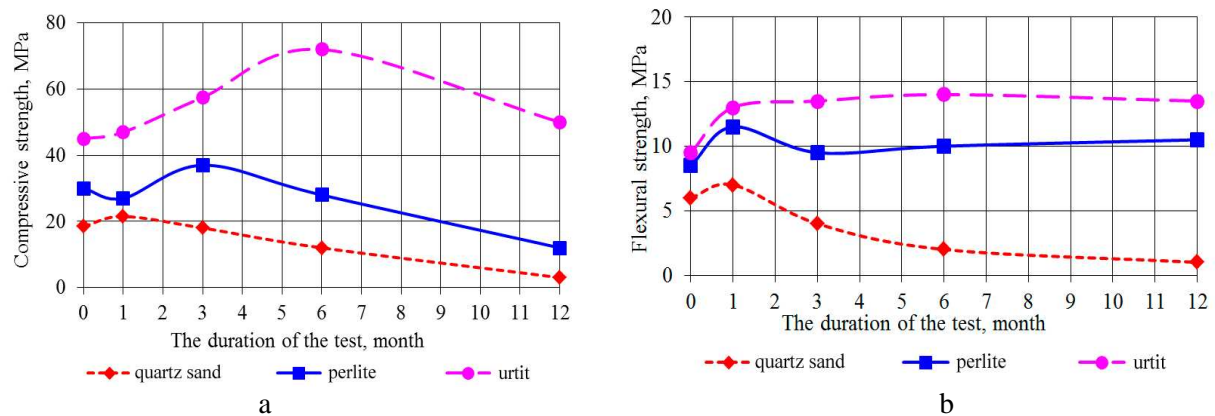 80
60
40
20
0
Compressive strength, MPa
0 1 2 3 4 5 6 7 8 9 10 11 12
The duration of the test, month
quartz sand perlite urtit
a
20
15
10
5
0
Flexural strength, MPa
0 1 2 3 4 5 6 7 8 9 10 11 12
The duration of the test, month
quartz sand perlite urtit
b